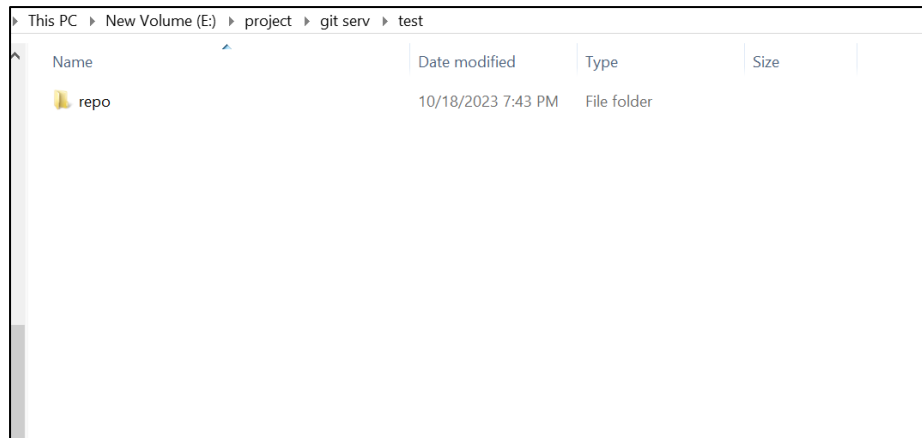 This PC New Volume (E:) project git serv test
Name Date modified Type Size
repo 10/18/2023 7:43 PM File folder